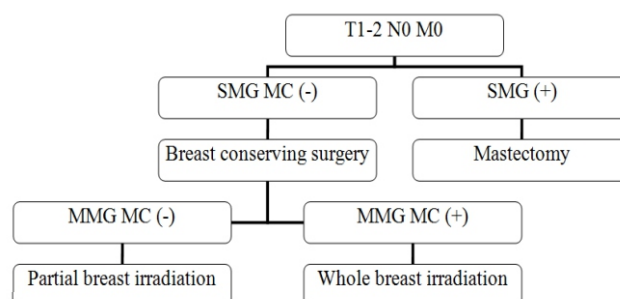 T1-2 N0 M0
SMG MC (-)
SMG (+)
Breast conserving surgery
Mastectomy
MMG MC (-)
MMG MC (+)
Partial breast irradiation
Whole breast irradiation